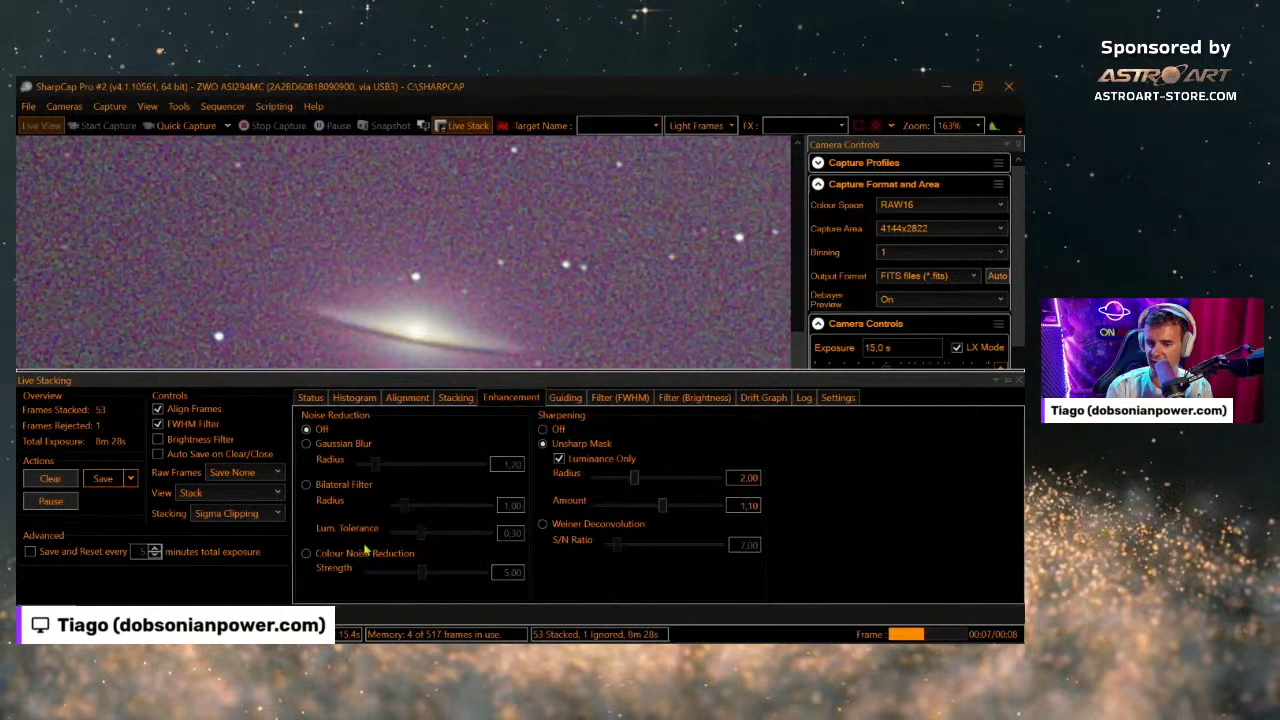 Sponsored by
ASTROART
ASTROART-STORE.COM
SharpCap Pro #2 (v4.1.10561, 64 bit) - ZWO ASI294MC (2A2BD6081B090900, via USB3) - C:\SHARPCAP
File Cameras Capture View Tools Sequencer Scripting Help
Live View Start Capture Quick Capture Stop Capture Pause Snapshot Live Stack Target Name : Light Frames FX : Zoom: 163%
Camera Controls
Capture Profiles
Capture Format and Area
Colour Space RAW16
Capture Area 4144x2822
Binning 1
Output Format FITS files (*.fits) Auto
Debayer Preview On
Camera Controls
Exposure 15,0 s LX Mode
ON
Tiago (dobsonianpower.com)
Live Stacking
Overview
Frames Stacked: 53
Frames Rejected: 1
Total Exposure: 8m 28s
Actions
Clear Save
Pause
Controls
Align Frames
FWHM Filter
Brightness Filter
Auto Save on Clear/Close
Raw Frames Save None
View Stack
Stacking Sigma Clipping
Advanced
Save and Reset every 5 minutes total exposure
Status Histogram Alignment Stacking Enhancement Guiding Filter (FWHM) Filter (Brightness) Drift Graph Log Settings
Noise Reduction
Off
Gaussian Blur
Radius 1,20
Bilateral Filter
Radius 1,00
Lum. Tolerance 0,30
Colour Noise Reduction
Strength 5,00
Sharpening
Off
Unsharp Mask
Luminance Only
Radius 2,00
Amount 1,10
Weiner Deconvolution
S/N Ratio 7,00
Tiago (dobsonianpower.com)
15.4s Memory: 4 of 517 frames in use. 53 Stacked, 1 Ignored, 8m 28s Frame : 00:07/00:08